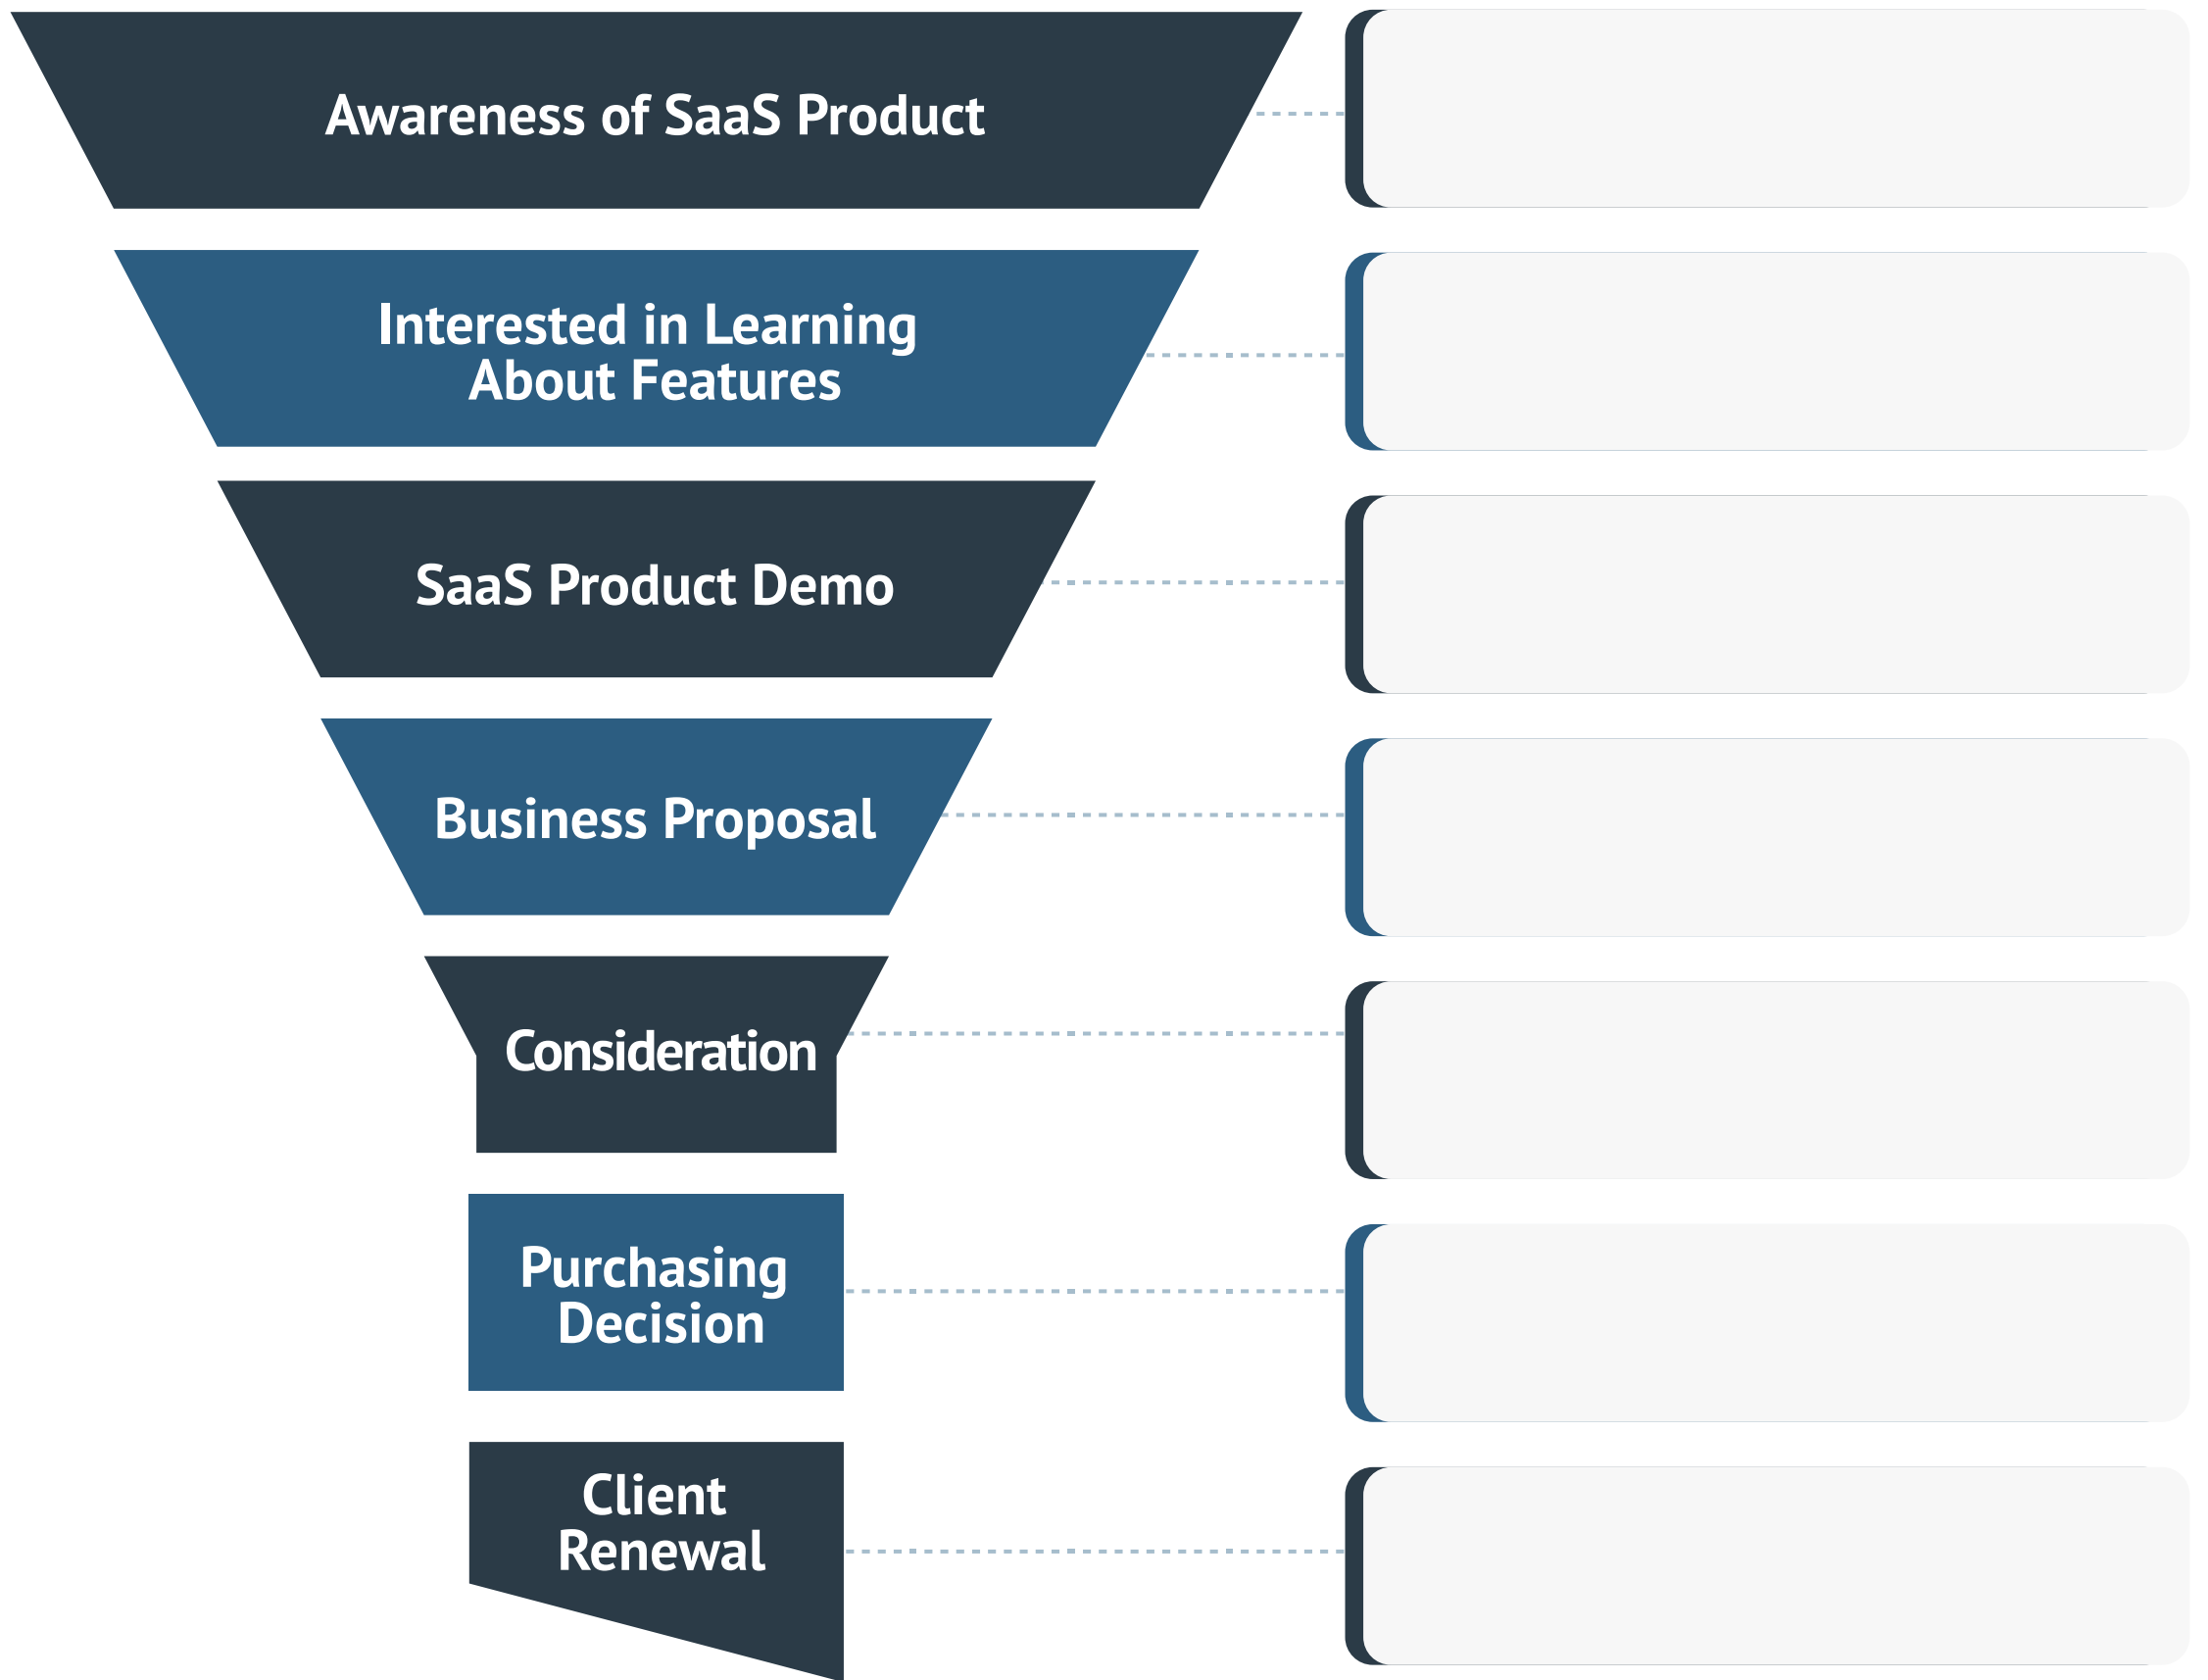 Awareness of SaaS Product
Interested in Learning
About Features
SaaS Product Demo
Business Proposal
Consideration
Purchasing
Decision
Client
Renewal